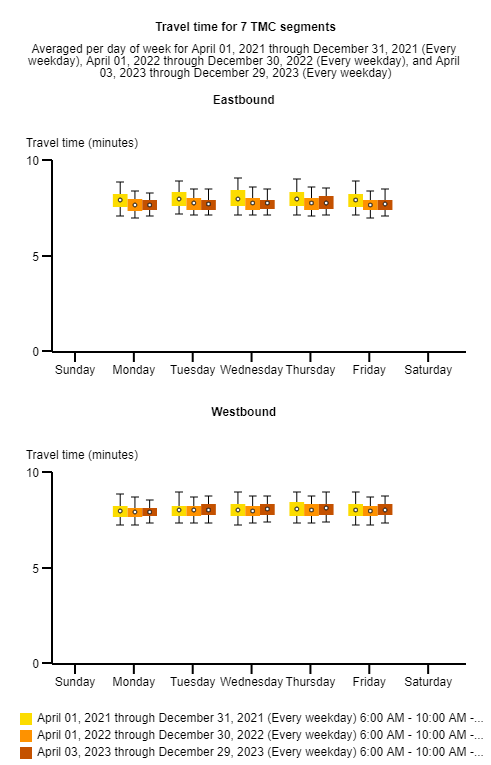 Travel time for 7 TMC segments
Averaged per day of week for April 01, 2021 through December 31, 2021 (Every
weekday), April 01, 2022 through December 30, 2022 (Every weekday), and April
03, 2023 through December 29, 2023 (Every weekday)
Eastbound
Travel time (minutes)
10
5
0
Sunday Monday Tuesday Wednesday Thursday Friday Saturday
Westbound
Travel time (minutes)
10
5
0
Sunday Monday Tuesday Wednesday Thursday Friday Saturday
April 01, 2021 through December 31, 2021 (Every weekday) 6:00 AM - 10:00 AM -...
April 01, 2022 through December 30, 2022 (Every weekday) 6:00 AM - 10:00 AM -...
April 03, 2023 through December 29, 2023 (Every weekday) 6:00 AM - 10:00 AM -...